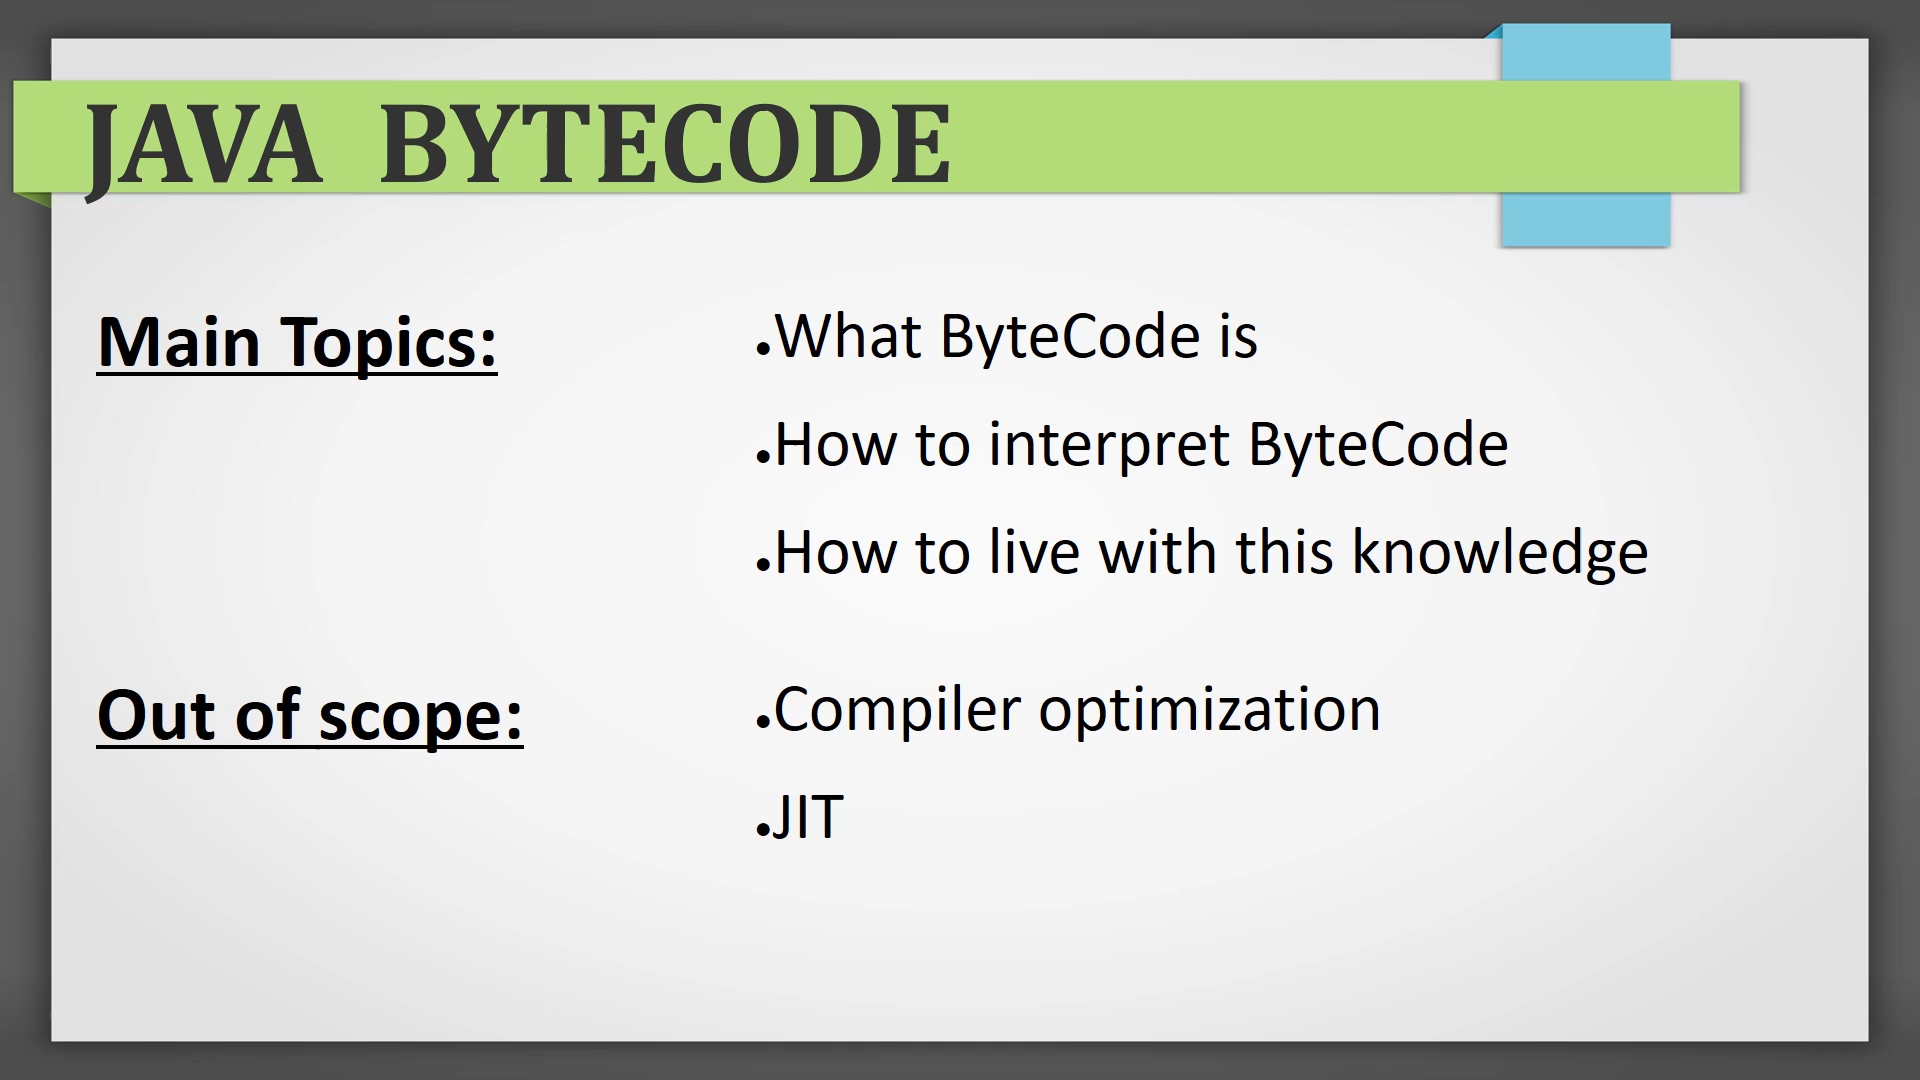 JAVA BYTECODE
Main Topics:
•What ByteCode is
•How to interpret ByteCode
•How to live with this knowledge
Out of scope:
•Compiler optimization
•JIT